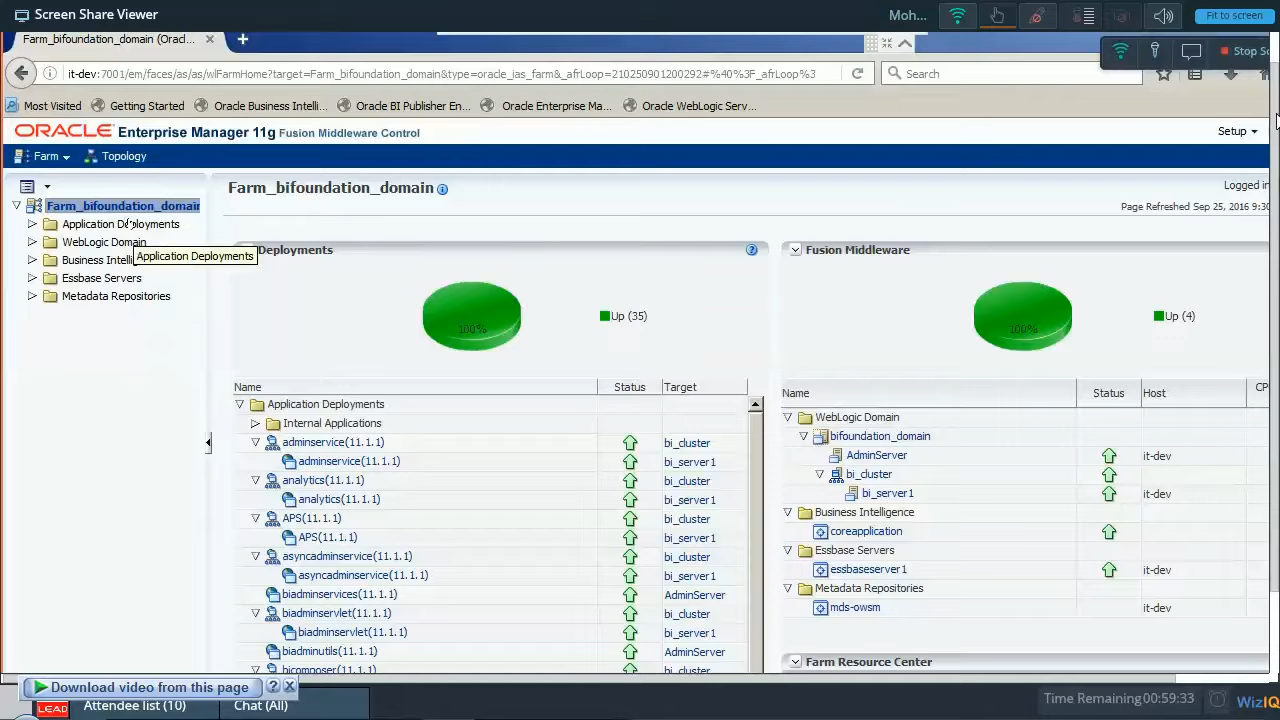 Screen Share Viewer
Moh...
Fit to screen
Farm_bifoundation_domain (Orac...
Stop Sc
it-dev:7001/em/faces/as/as/wlFarmHome?target=Farm_bifoundation_domain&type=oracle_ias_farm&_afrLoop=210250901200292#%40%3F_afrLoop%3
Search
Most Visited
Getting Started
Oracle Business Intelli...
Oracle BI Publisher En...
Oracle Enterprise Ma...
Oracle WebLogic Serv...
ORACLE Enterprise Manager 11g Fusion Middleware Control
Setup
Farm
Topology
Farm_bifoundation_domain
Logged in
Page Refreshed Sep 25, 2016 9:30
Farm_bifoundation_domain
Application Deployments
WebLogic Domain
Business Intelli
Essbase Servers
Metadata Repositories
Application Deployments
Deployments
100%
Up (35)
Name Status Target
Application Deployments
Internal Applications
adminservice(11.1.1) bi_cluster
adminservice(11.1.1) bi_server1
analytics(11.1.1) bi_cluster
analytics(11.1.1) bi_server1
APS(11.1.1) bi_cluster
APS(11.1.1) bi_server1
asyncadminservice(11.1.1) bi_cluster
asyncadminservice(11.1.1) bi_server1
biadminservices(11.1.1) AdminServer
biadminservlet(11.1.1) bi_cluster
biadminservlet(11.1.1) bi_server1
biadminutils(11.1.1) AdminServer
bicomposer(11.1.1) bi_cluster
Fusion Middleware
100%
Up (4)
Name Status Host CP
WebLogic Domain
bifoundation_domain
AdminServer it-dev
bi_cluster
bi_server1 it-dev
Business Intelligence
coreapplication
Essbase Servers
essbaseserver1 it-dev
Metadata Repositories
mds-owsm it-dev
Farm Resource Center
Download video from this page
?
LEAD
Attendee list (10)
Chat (All)
Time Remaining 00:59:33
WizIQ